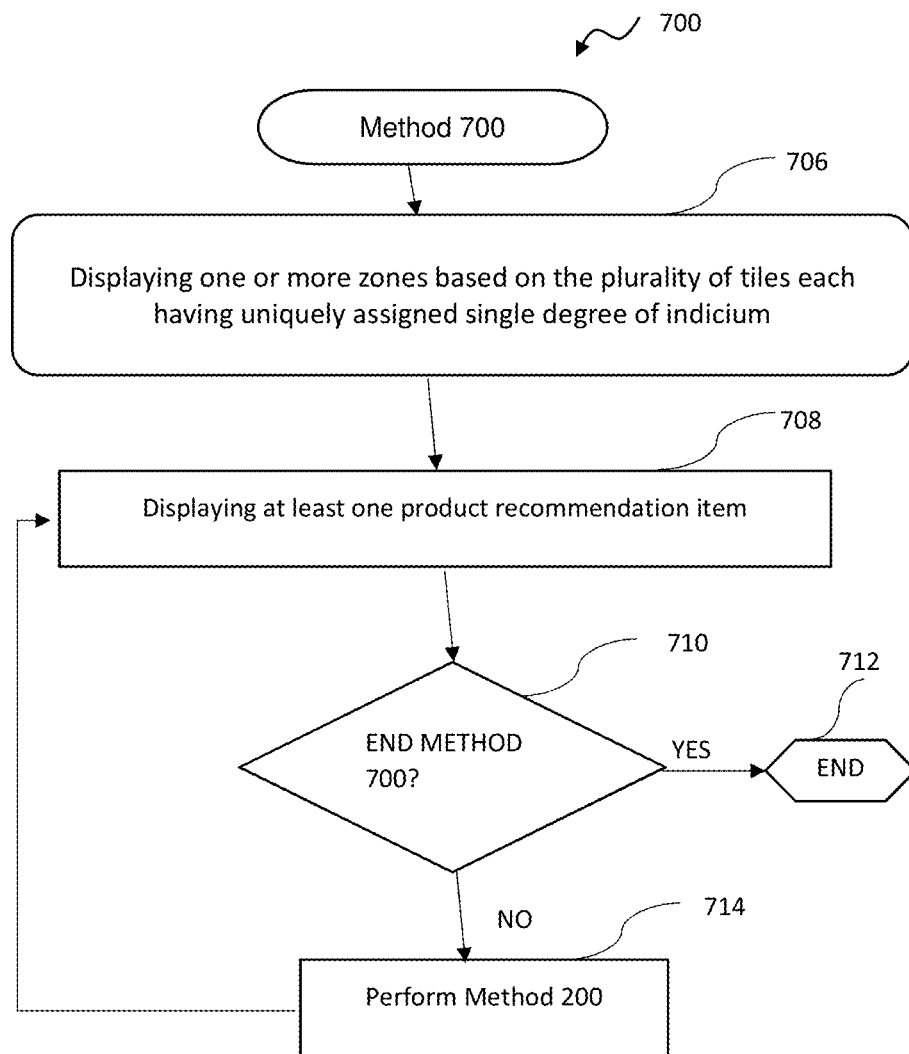 700
Method 700
706
Displaying one or more zones based on the plurality of tiles each
having uniquely assigned single degree of indicium
708
Displaying at least one product recommendation item
710
712
END METHOD
700?
YES
END
NO
714
Perform Method 200